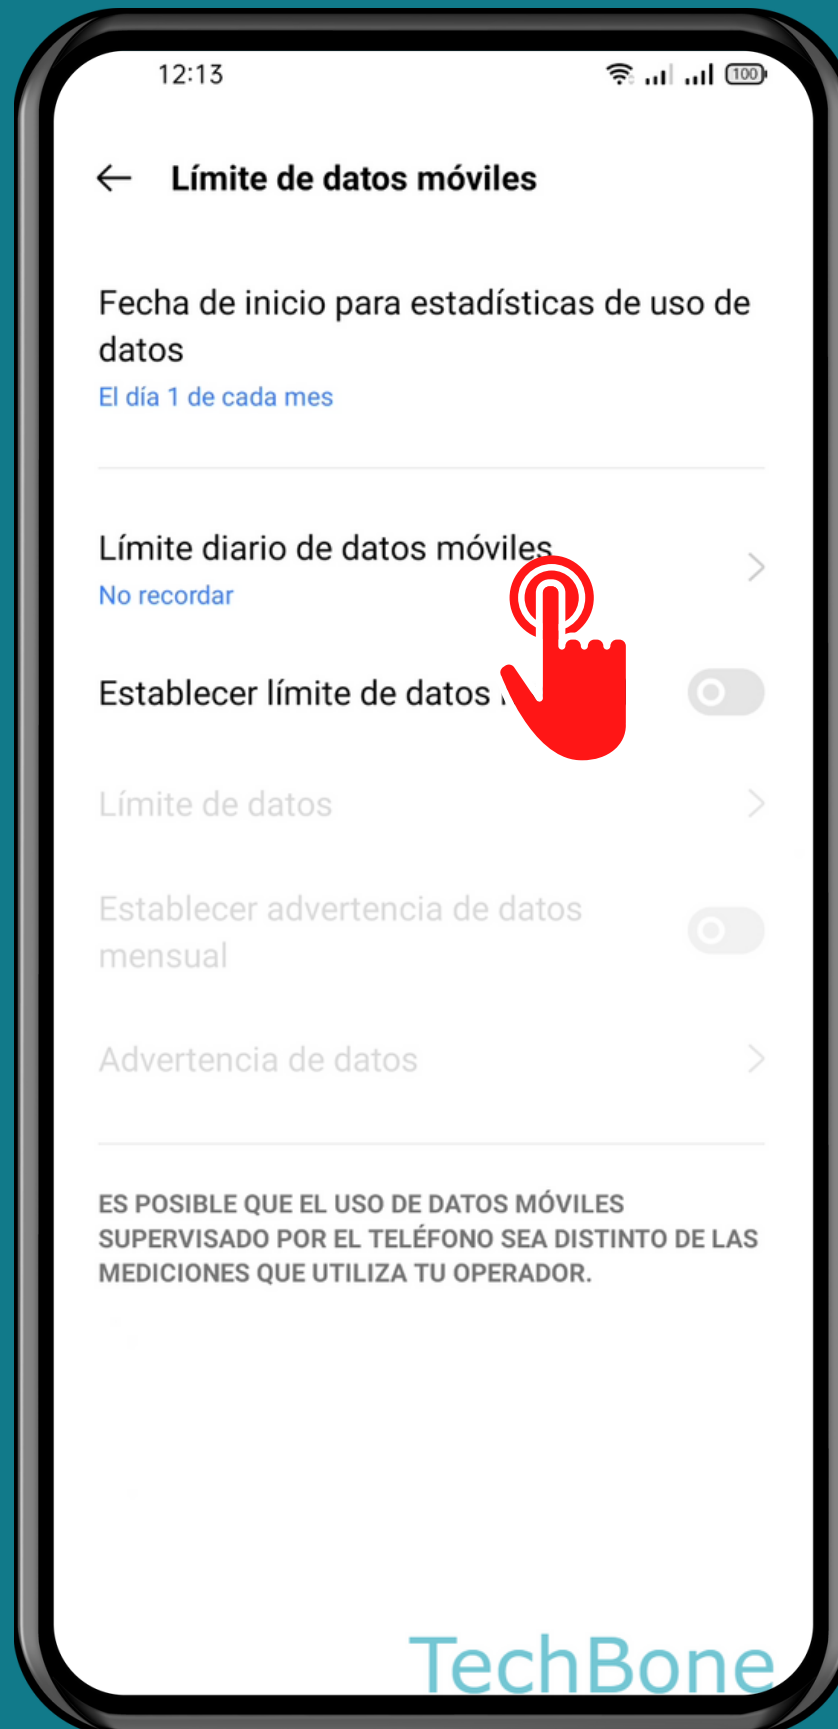 12:13
100
Límite de datos móviles
Fecha de inicio para estadísticas de uso de
datos
El día 1 de cada mes
Límite diario de datos móviles
No recordar
Establecer límite de datos
Límite de datos
Establecer advertencia de datos
mensual
Advertencia de datos
ES POSIBLE QUE EL USO DE DATOS MÓVILES
SUPERVISADO POR EL TELÉFONO SEA DISTINTO DE LAS
MEDICIONES QUE UTILIZA TU OPERADOR.
TechBone